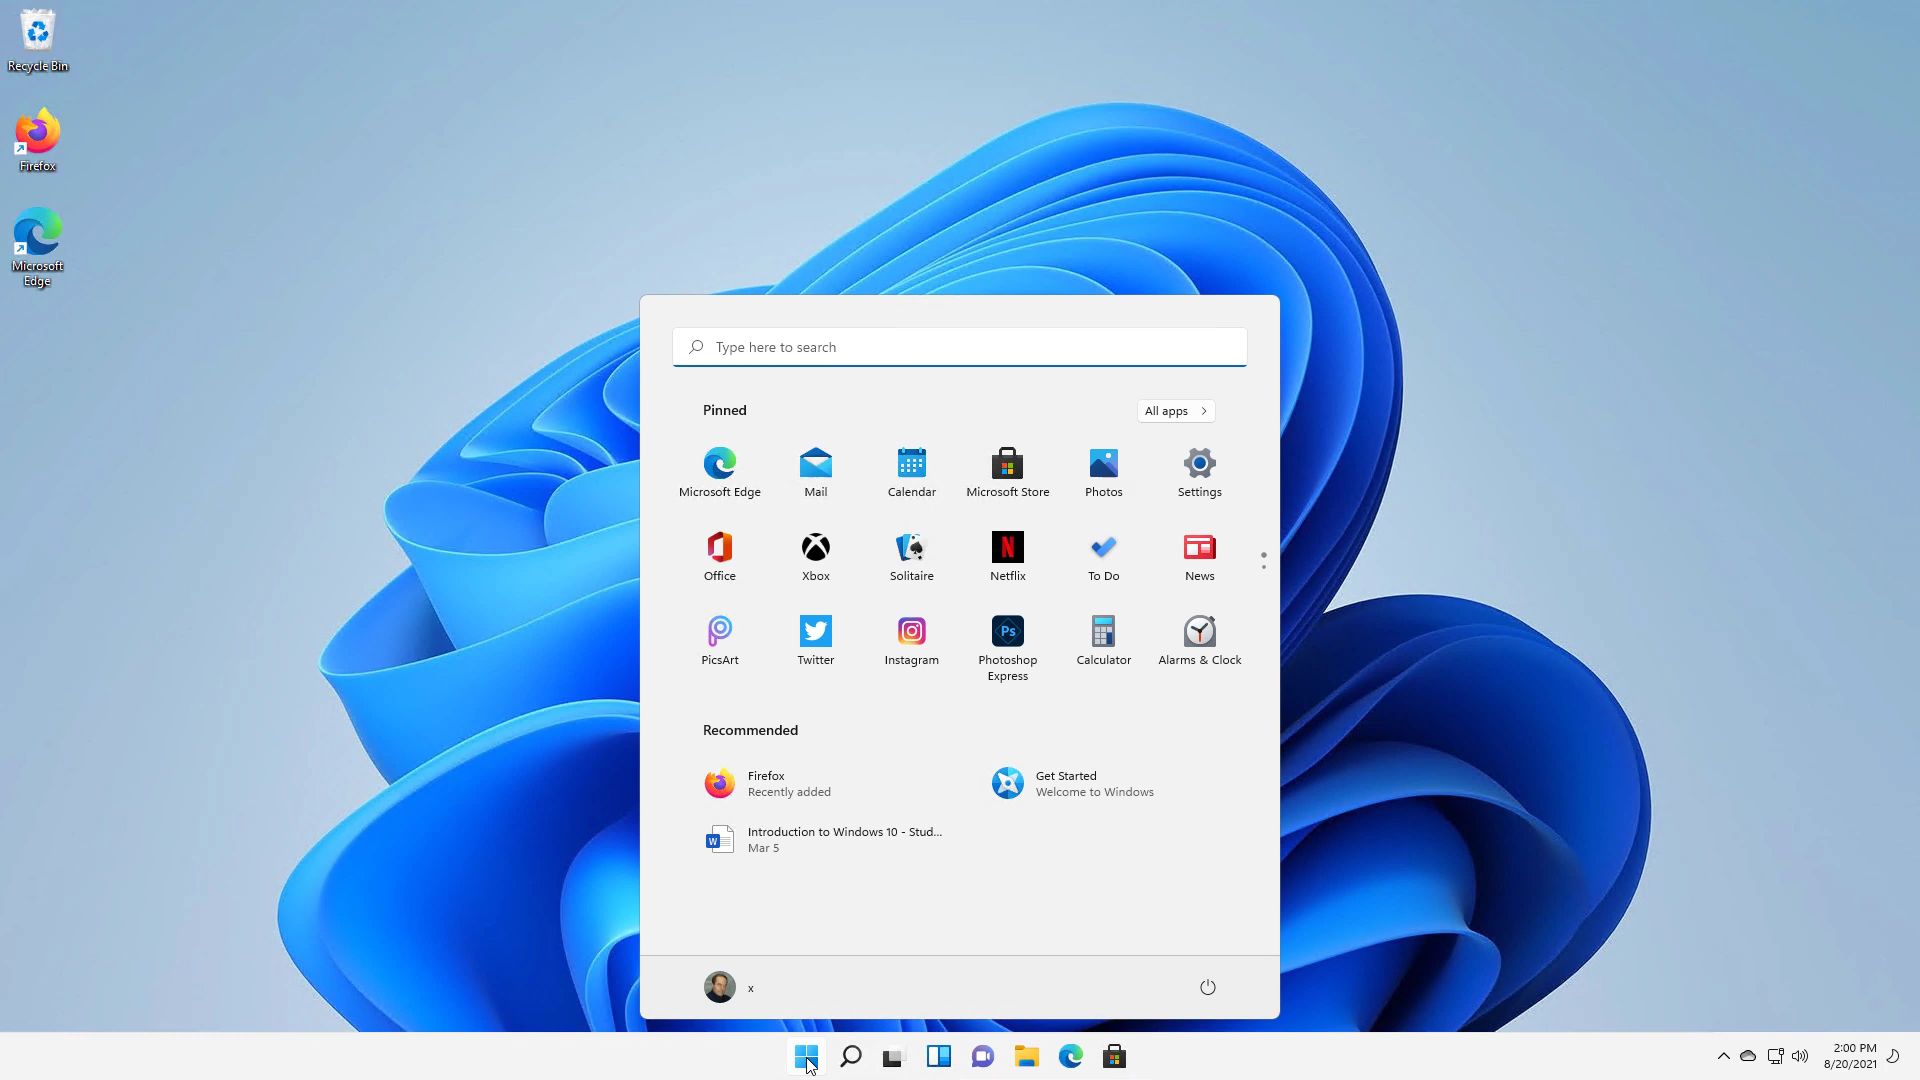 Recycle Bin
Firefox
Microsoft
Edge
Type here to search
Pinned
All apps
Microsoft Edge
Mail
Calendar
Microsoft Store
Photos
Settings
Office
Xbox
Solitaire
Netflix
To Do
News
PicsArt
Twitter
Instagram
Photoshop
Express
Calculator
Alarms & Clock
N
Ps
Recommended
Firefox
Recently added
Get Started
Welcome to Windows
W
Introduction to Windows 10 - Stud...
Mar 5
x
2:00 PM
8/20/2021